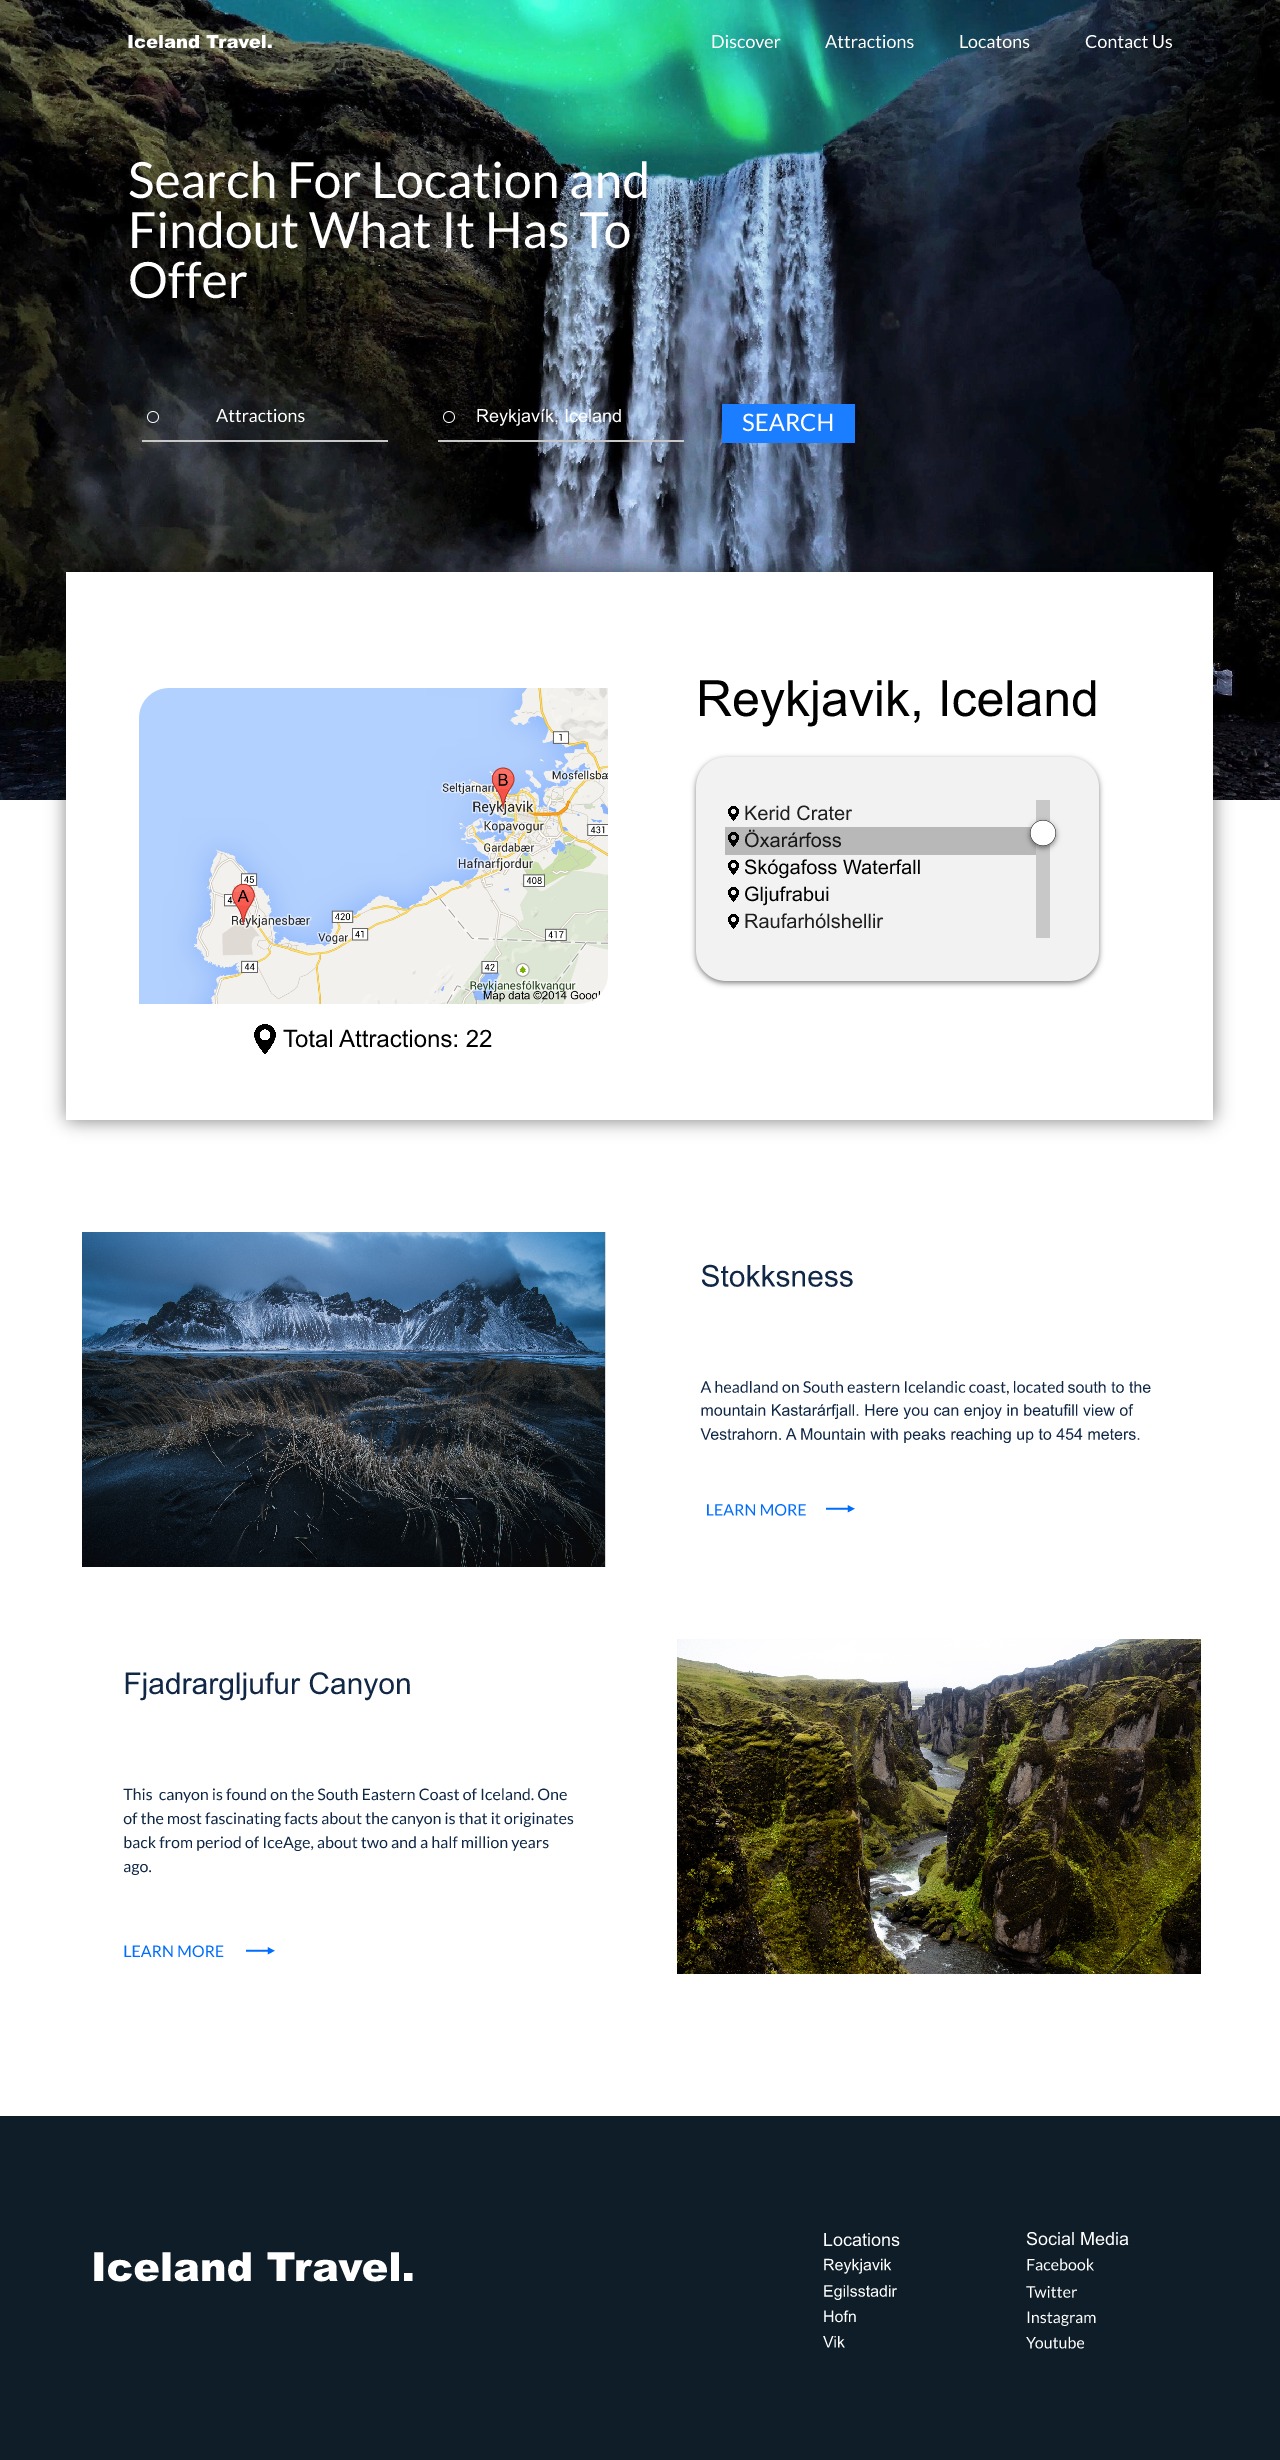 Iceland Travel.
Discover
Attractions
Locatons
Contact Us
Search For Location and
Findout What It Has To
Offer
Attractions
Reykjavík, Iceland
SEARCH
Reykjavik, Iceland
1
Mosfellsbæ
B
Seltjarnarn
Reykjavik
Kopavogur
431
Gardabær
Hafnarfjordur
408
45
4
A
Reykjanesbær
420
41
Vogar
417
44
42
Reykjanesfólkvangur
Map data ©2014 Googl
Kerid Crater
Öxarárfoss
Skógafoss Waterfall
Gljufrabui
Raufarhólshellir
Total Attractions: 22
Stokksness
A headland on South eastern Icelandic coast, located south to the
mountain Kastarárfjall. Here you can enjoy in beatufill view of
Vestrahorn. A Mountain with peaks reaching up to 454 meters.
LEARN MORE
Fjadrargljufur Canyon
This  canyon is found on the South Eastern Coast of Iceland. One
of the most fascinating facts about the canyon is that it originates
back from period of IceAge, about two and a half million years
ago.
LEARN MORE
Iceland Travel.
Locations
Reykjavik
Egilsstadir
Hofn
Vik
Social Media
Facebook
Twitter
Instagram
Youtube